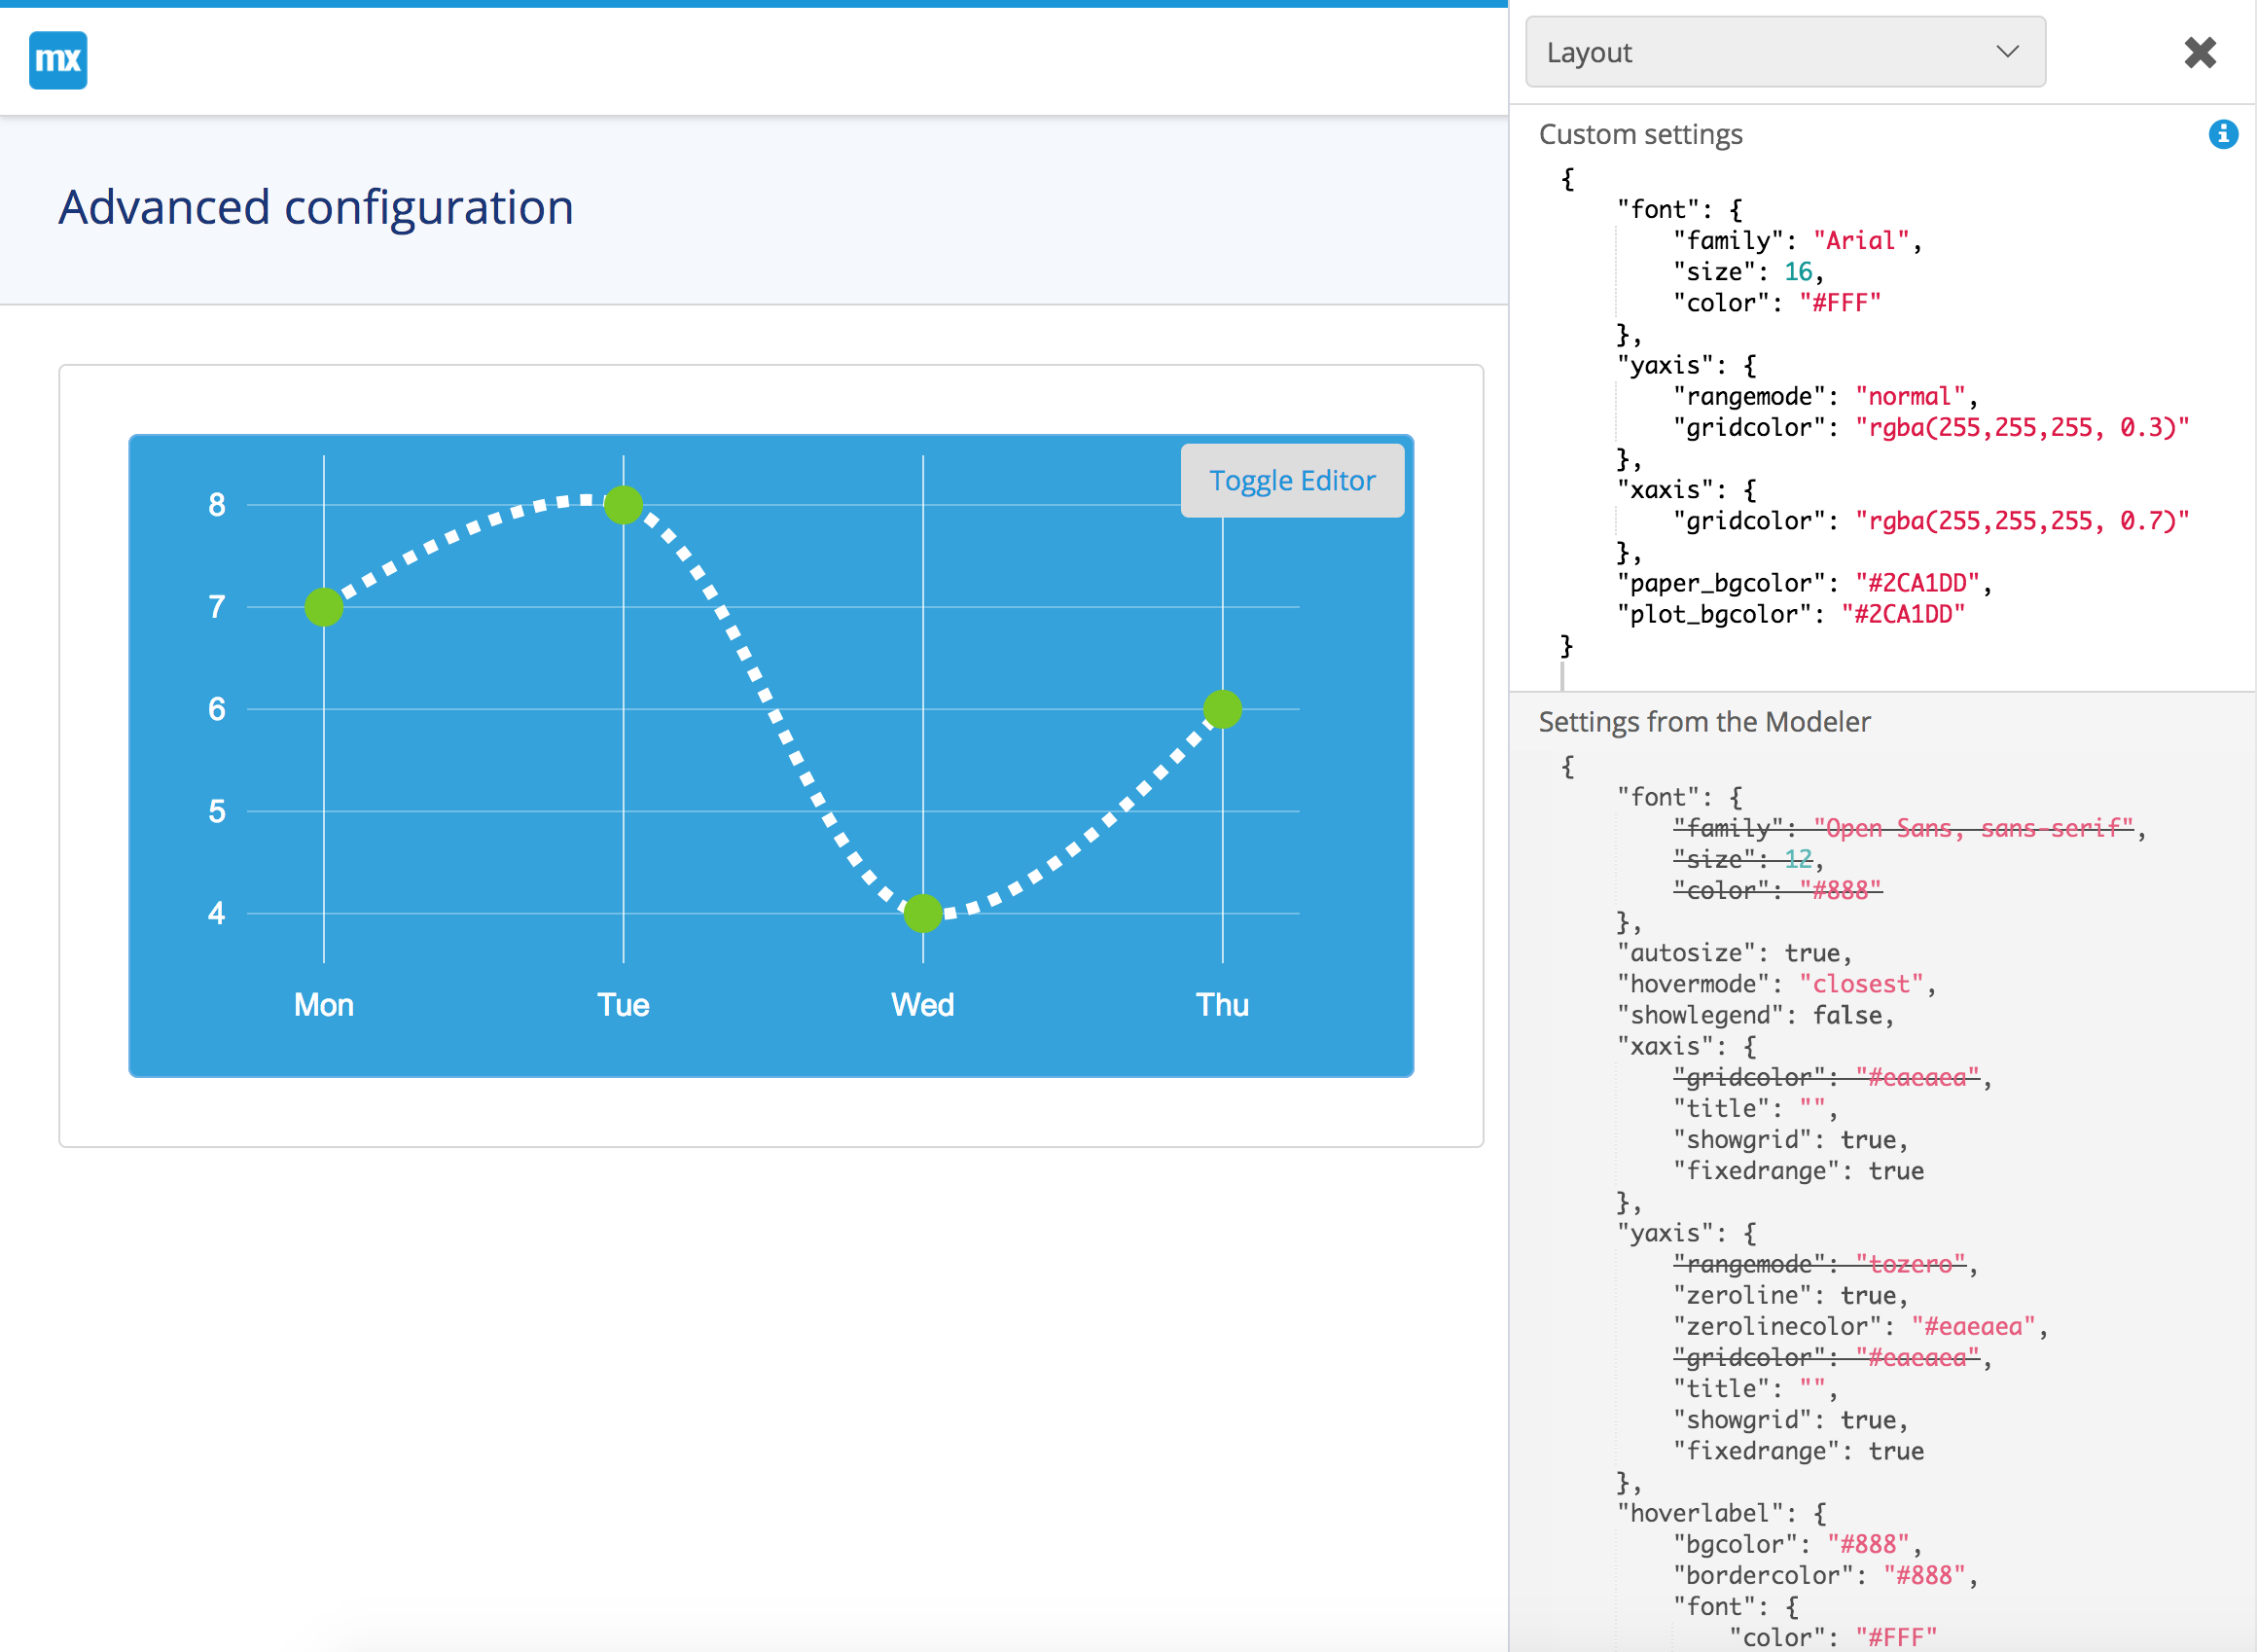 mx
Advanced configuration
Toggle Editor
8
7
6
5
4
Mon Tue Wed Thu
Layout
Custom settings
{
"font": {
"family": "Arial",
"size": 16,
"color": "#FFF"
},
"yaxis": {
"rangemode": "normal",
"gridcolor": "rgba(255,255,255, 0.3)"
},
"xaxis": {
"gridcolor": "rgba(255,255,255, 0.7)"
},
"paper_bgcolor": "#2CA1DD",
"plot_bgcolor": "#2CA1DD"
}
Settings from the Modeler
{
"font": {
"family": "Open Sans, sans-serif",
"size": 12,
"color": "#888"
},
"autosize": true,
"hovermode": "closest",
"showlegend": false,
"xaxis": {
"gridcolor": "#eaeaea",
"title": "",
"showgrid": true,
"fixedrange": true
},
"yaxis": {
"rangemode": "tozero",
"zeroline": true,
"zerolinecolor": "#eaeaea",
"gridcolor": "#eaeaea",
"title": "",
"showgrid": true,
"fixedrange": true
},
"hoverlabel": {
"bgcolor": "#888",
"bordercolor": "#888",
"font": {
"color": "#FFF"